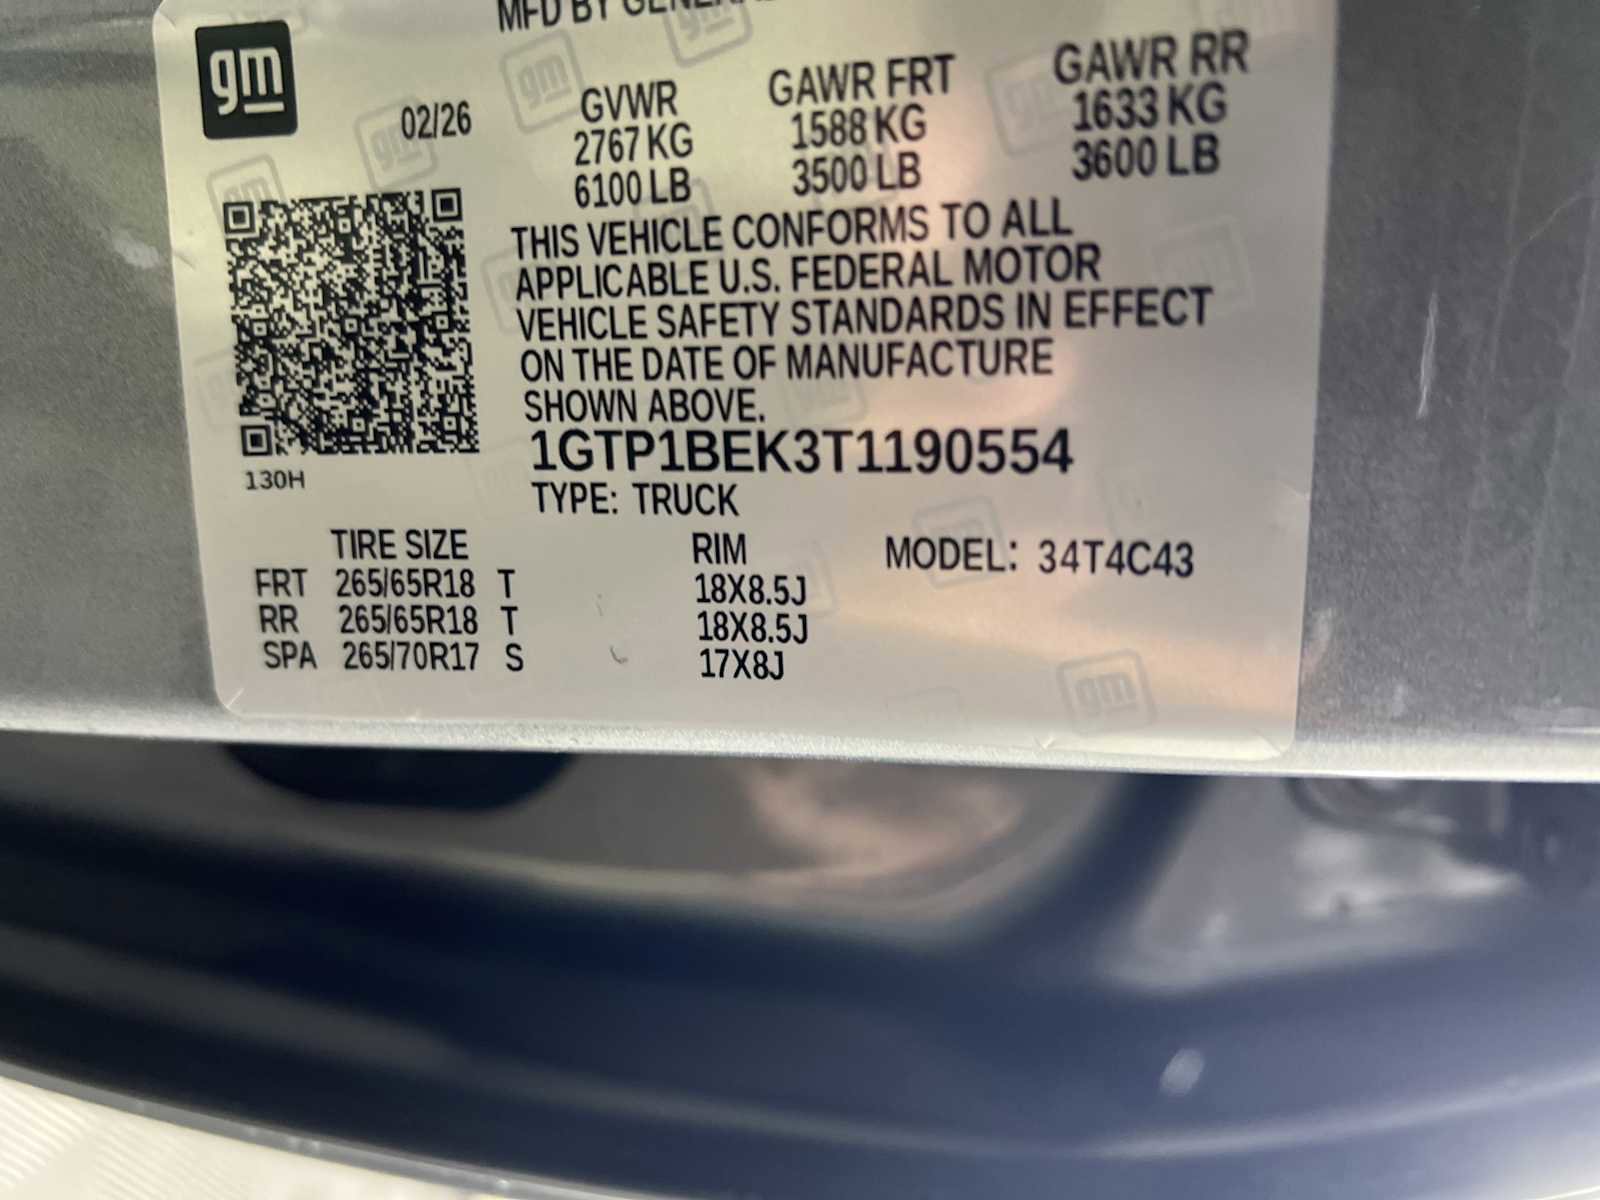 MFD BY GENERAL
gm
02/26
GVWR GAWR FRT GAWR RR
2767 KG 1588 KG 1633 KG
6100 LB 3500 LB 3600 LB
THIS VEHICLE CONFORMS TO ALL
APPLICABLE U.S. FEDERAL MOTOR
VEHICLE SAFETY STANDARDS IN EFFECT
ON THE DATE OF MANUFACTURE
SHOWN ABOVE.
1GTP1BEK3T1190554
130H
TYPE: TRUCK
TIRE SIZE RIM MODEL: 34T4C43
FRT 265/65R18 T 18X8.5J
RR 265/65R18 T 18X8.5J
SPA 265/70R17 S 17X8J